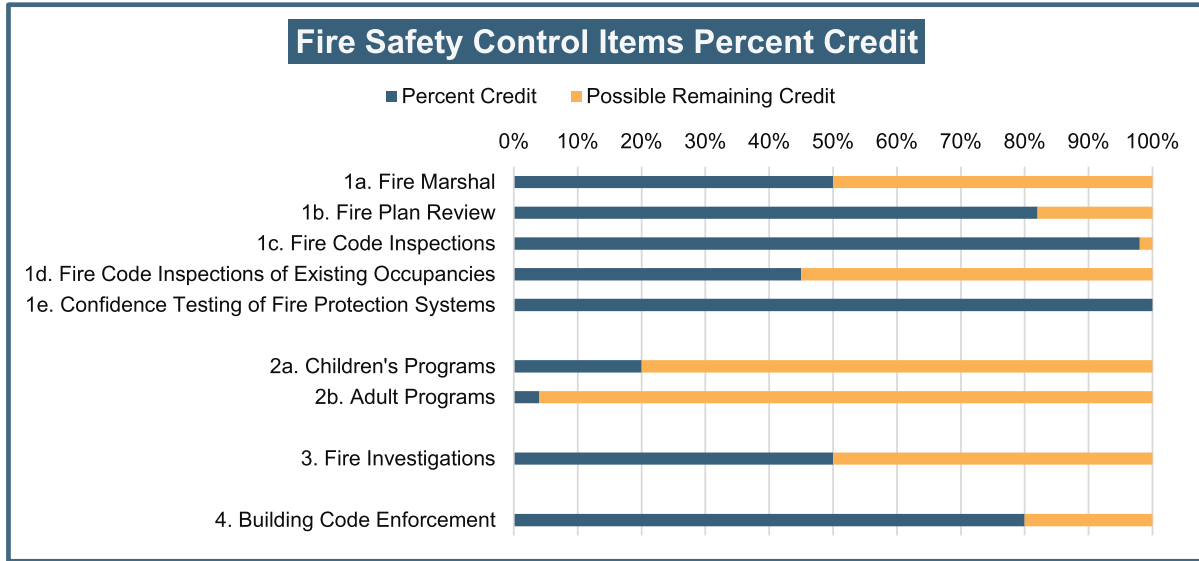 Fire Safety Control Items Percent Credit
Percent Credit Possible Remaining Credit
0% 10% 20% 30% 40% 50% 60% 70% 80% 90% 100%
1a. Fire Marshal
1b. Fire Plan Review
1c. Fire Code Inspections
1d. Fire Code Inspections of Existing Occupancies
1e. Confidence Testing of Fire Protection Systems
2a. Children's Programs
2b. Adult Programs
3. Fire Investigations
4. Building Code Enforcement